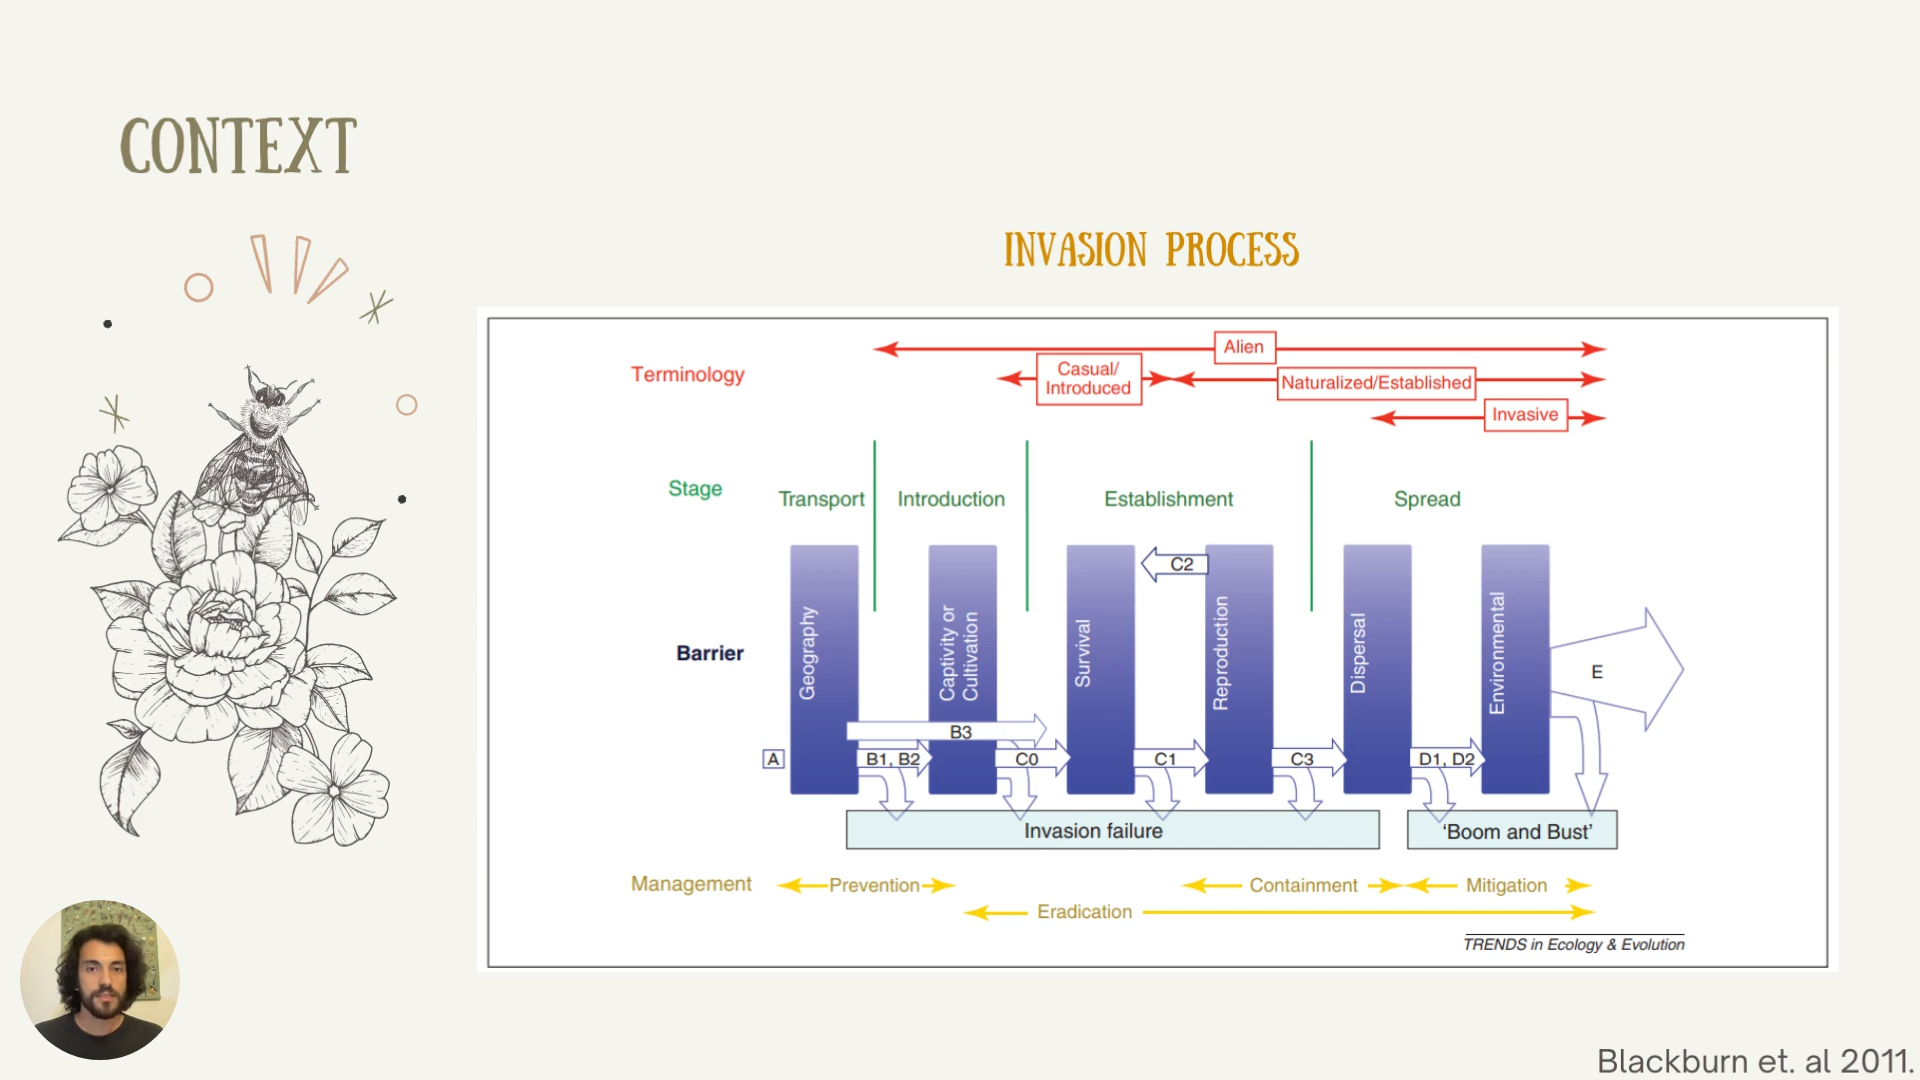 CONTEXT
INVASION PROCESS
Terminology
Alien
Casual/
Introduced
Naturalized/Established
Invasive
Stage
Transport
Introduction
Establishment
Spread
Barrier
Geography
Captivity or
Cultivation
Survival
Reproduction
Dispersal
Environmental
C2
E
B3
A
B1, B2
C0
C1
C3
D1, D2
Invasion failure
‘Boom and Bust’
Management
Prevention
Containment
Mitigation
Eradication
TRENDS in Ecology & Evolution
Blackburn et. al 2011.